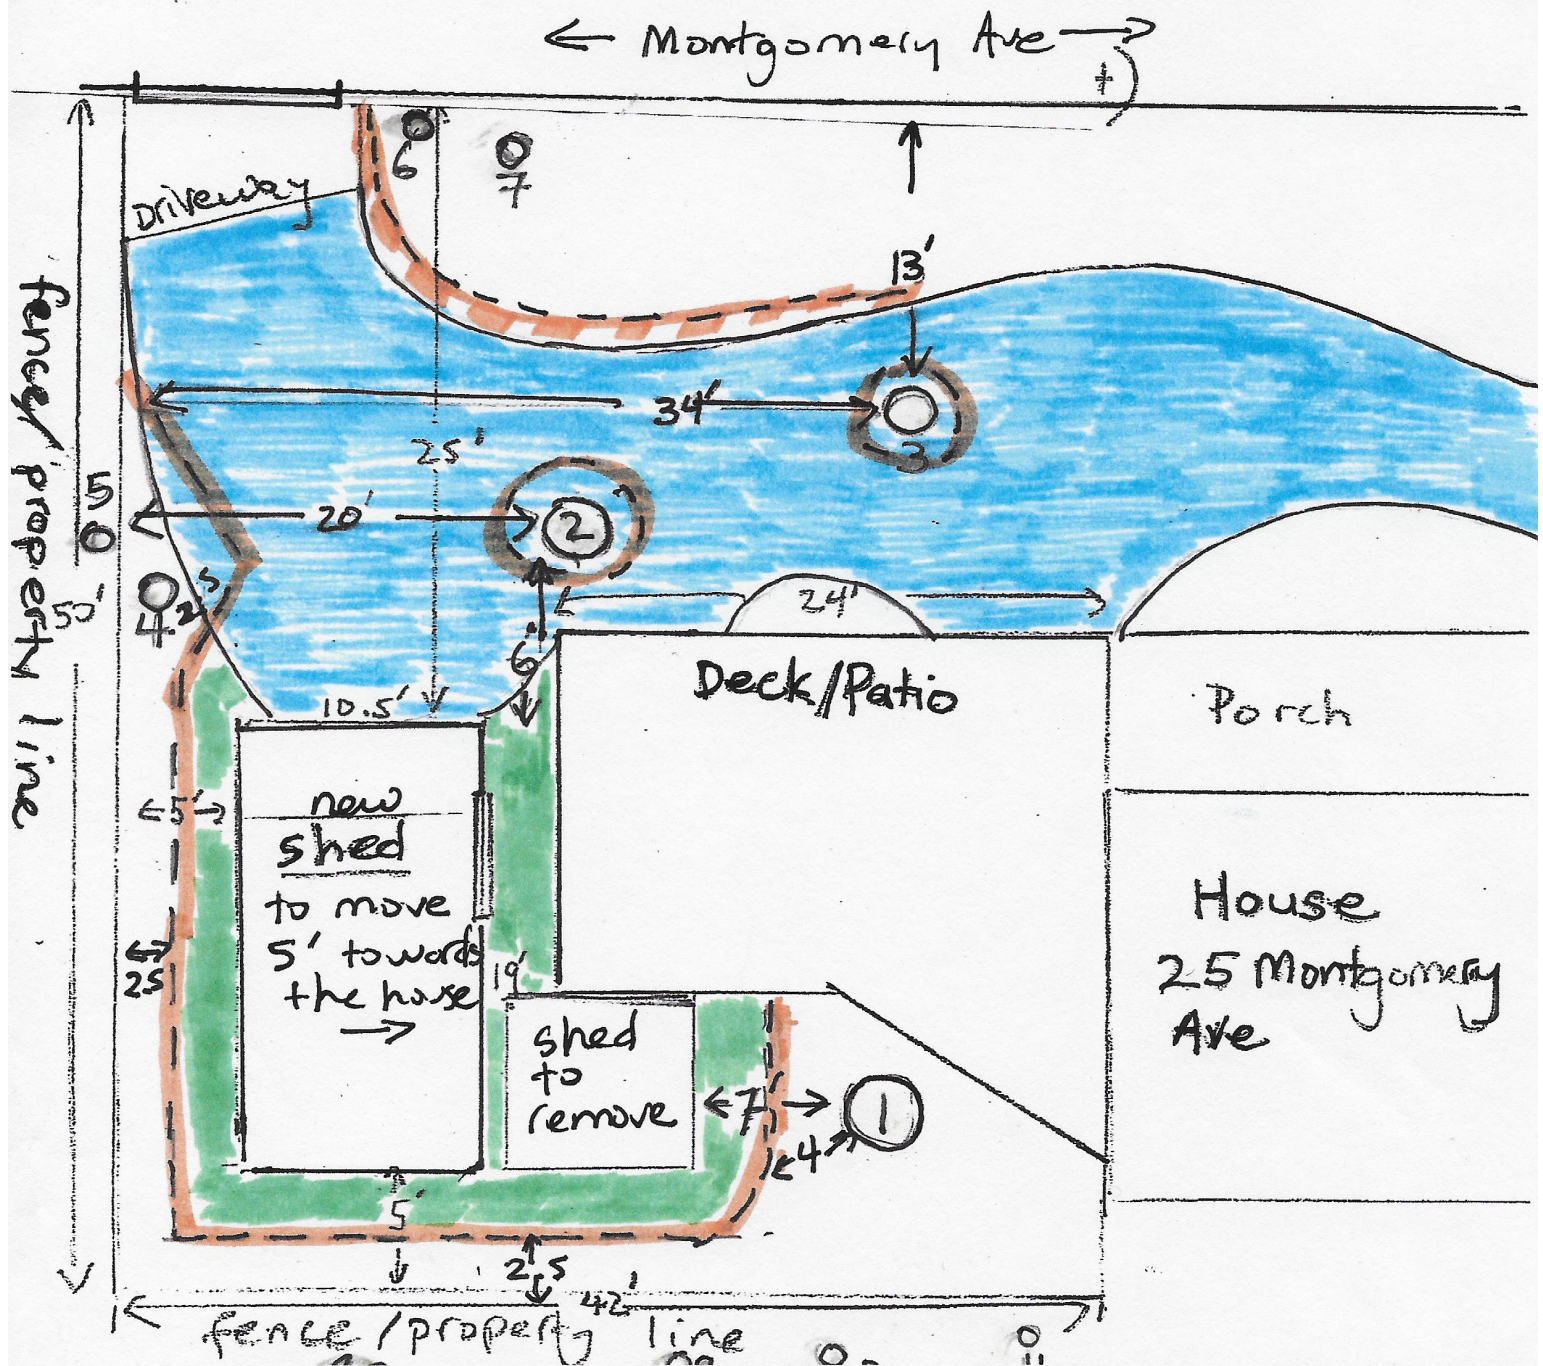 ← Montgomery Ave →
+)
6
7
Driveway
13'
34'
3
25'
fence/property line
5
20'
2
50'
4
2.5
24'
6'
10.5'
Deck/Patio
Porch
5'
new
shed
to move
5' towards
the house
→
25
19'
shed
to
remove
7'
1
4
House
25 Montgomery
Ave
5'
2.5
42'
fence/property line